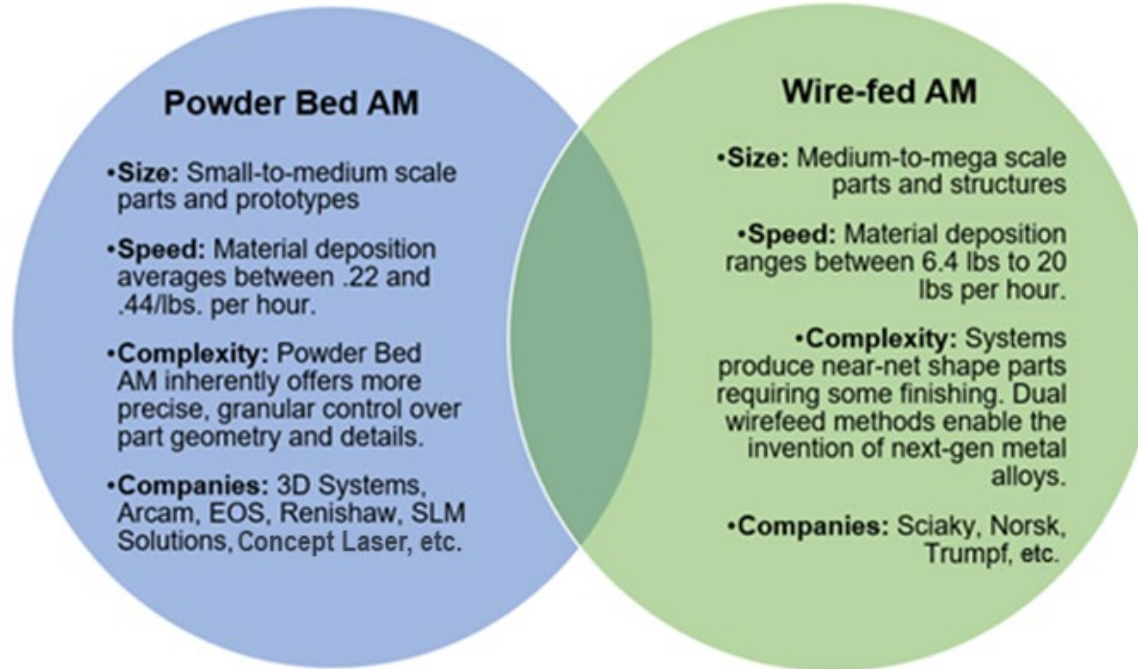 Powder Bed AM
•Size: Small-to-medium scale
parts and prototypes
•Speed: Material deposition
averages between .22 and
.44/lbs. per hour.
•Complexity: Powder Bed
AM inherently offers more
precise, granular control over
part geometry and details.
•Companies: 3D Systems,
Arcam, EOS, Renishaw, SLM
Solutions, Concept Laser, etc.
Wire-fed AM
•Size: Medium-to-mega scale
parts and structures
•Speed: Material deposition
ranges between 6.4 lbs to 20
lbs per hour.
•Complexity: Systems
produce near-net shape parts
requiring some finishing. Dual
wirefeed methods enable the
invention of next-gen metal
alloys.
•Companies: Sciaky, Norsk,
Trumpf, etc.